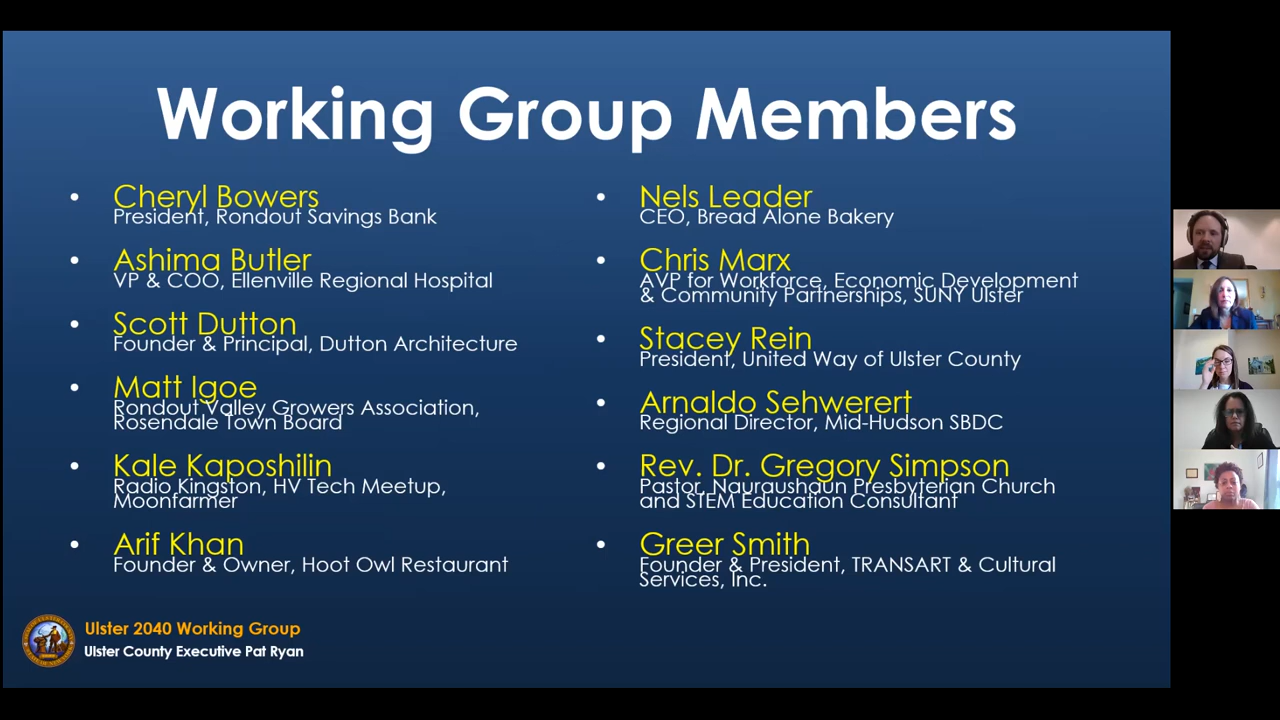 Working Group Members
• Cheryl Bowers
President, Rondout Savings Bank
• Ashima Butler
VP & COO, Ellenville Regional Hospital
• Scott Dutton
Founder & Principal, Dutton Architecture
• Matt Igoe
Rondout Valley Growers Association,
Rosendale Town Board
• Kale Kaposhilin
Radio Kingston, HV Tech Meetup,
Moonfarmer
• Arif Khan
Founder & Owner, Hoot Owl Restaurant
• Nels Leader
CEO, Bread Alone Bakery
• Chris Marx
AVP for Workforce, Economic Development
& Community Partnerships, SUNY Ulster
• Stacey Rein
President, United Way of Ulster County
• Arnaldo Sehwerert
Regional Director, Mid-Hudson SBDC
• Rev. Dr. Gregory Simpson
Pastor, Nauraushaun Presbyterian Church
and STEM Education Consultant
• Greer Smith
Founder & President, TRANSART & Cultural
Services, Inc.
Ulster 2040 Working Group
Ulster County Executive Pat Ryan